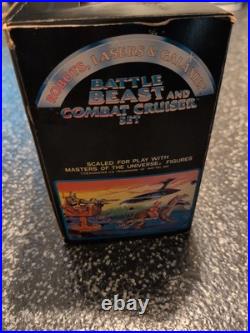 ROBOTS, LASERS & GALAXIES
BATTLE
BEAST AND
COMBAT CRUISER
SET
SCALED FOR PLAY WITH
MASTERS OF THE UNIVERSE FIGURES